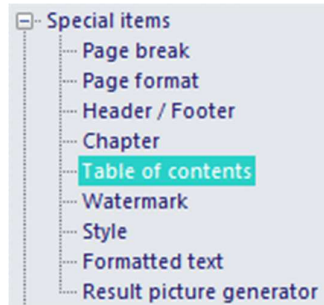 Special items
Page break
Page format
Header / Footer
Chapter
Table of contents
Watermark
Style
Formatted text
Result picture generator